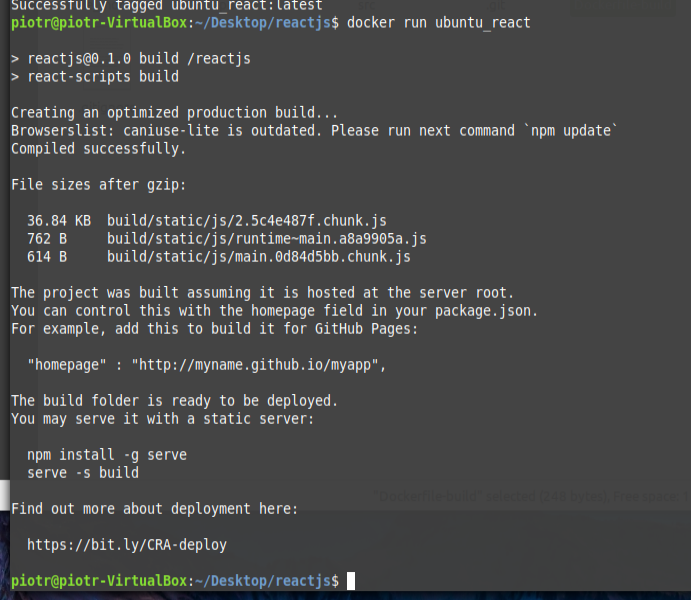 Successfully tagged ubuntu_react:latest
piotr@piotr-VirtualBox:~/Desktop/reactjs$ docker run ubuntu_react
> reactjs@0.1.0 build /reactjs
> react-scripts build
Creating an optimized production build...
Browserslist: caniuse-lite is outdated. Please run next command `npm update`
Compiled successfully.
File sizes after gzip:
36.84 KB  build/static/js/2.5c4e487f.chunk.js
762 B     build/static/js/runtime~main.a8a9905a.js
614 B     build/static/js/main.0d84d5bb.chunk.js
The project was built assuming it is hosted at the server root.
You can control this with the homepage field in your package.json.
For example, add this to build it for GitHub Pages:
"homepage" : "http://myname.github.io/myapp",
The build folder is ready to be deployed.
You may serve it with a static server:
npm install -g serve
serve -s build
"Dockerfile-build" selected (246 bytes), Free space:
Find out more about deployment here:
https://bit.ly/CRA-deploy
piotr@piotr-VirtualBox:~/Desktop/reactjs$